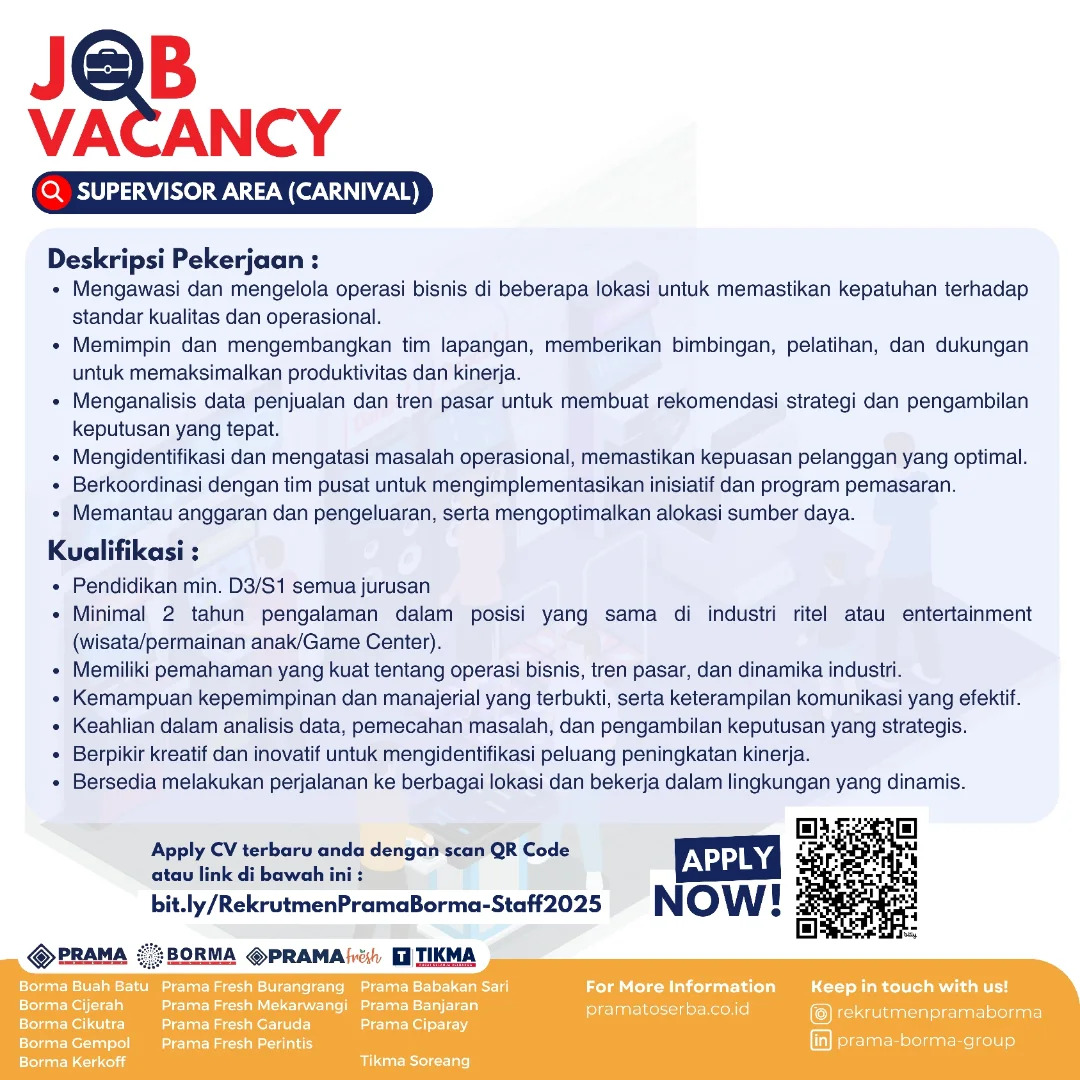 JOB
VACANCY
SUPERVISOR AREA (CARNIVAL)
Deskripsi Pekerjaan :
• Mengawasi dan mengelola operasi bisnis di beberapa lokasi untuk memastikan kepatuhan terhadap
standar kualitas dan operasional.
• Memimpin dan mengembangkan tim lapangan, memberikan bimbingan, pelatihan, dan dukungan
untuk memaksimalkan produktivitas dan kinerja.
• Menganalisis data penjualan dan tren pasar untuk membuat rekomendasi strategi dan pengambilan
keputusan yang tepat.
• Mengidentifikasi dan mengatasi masalah operasional, memastikan kepuasan pelanggan yang optimal.
• Berkoordinasi dengan tim pusat untuk mengimplementasikan inisiatif dan program pemasaran.
• Memantau anggaran dan pengeluaran, serta mengoptimalkan alokasi sumber daya.
Kualifikasi :
• Pendidikan min. D3/S1 semua jurusan
• Minimal 2 tahun pengalaman dalam posisi yang sama di industri ritel atau entertainment
(wisata/permainan anak/Game Center).
• Memiliki pemahaman yang kuat tentang operasi bisnis, tren pasar, dan dinamika industri.
• Kemampuan kepemimpinan dan manajerial yang terbukti, serta keterampilan komunikasi yang efektif.
• Keahlian dalam analisis data, pemecahan masalah, dan pengambilan keputusan yang strategis.
• Berpikir kreatif dan inovatif untuk mengidentifikasi peluang peningkatan kinerja.
• Bersedia melakukan perjalanan ke berbagai lokasi dan bekerja dalam lingkungan yang dinamis.
Apply CV terbaru anda dengan scan QR Code
atau link di bawah ini :
bit.ly/RekrutmenPramaBorma-Staff2025
APPLY
NOW!
PRAMA
BORMA
PRAMA fresh
TIKMA
Borma Buah Batu
Borma Cijerah
Borma Cikutra
Borma Gempol
Borma Kerkoff
Prama Fresh Burangrang
Prama Fresh Mekarwangi
Prama Fresh Garuda
Prama Fresh Perintis
Prama Babakan Sari
Prama Banjaran
Prama Ciparay
Tikma Soreang
For More Information
pramatoserba.co.id
Keep in touch with us!
rekrutmenpramaborma
prama-borma-group